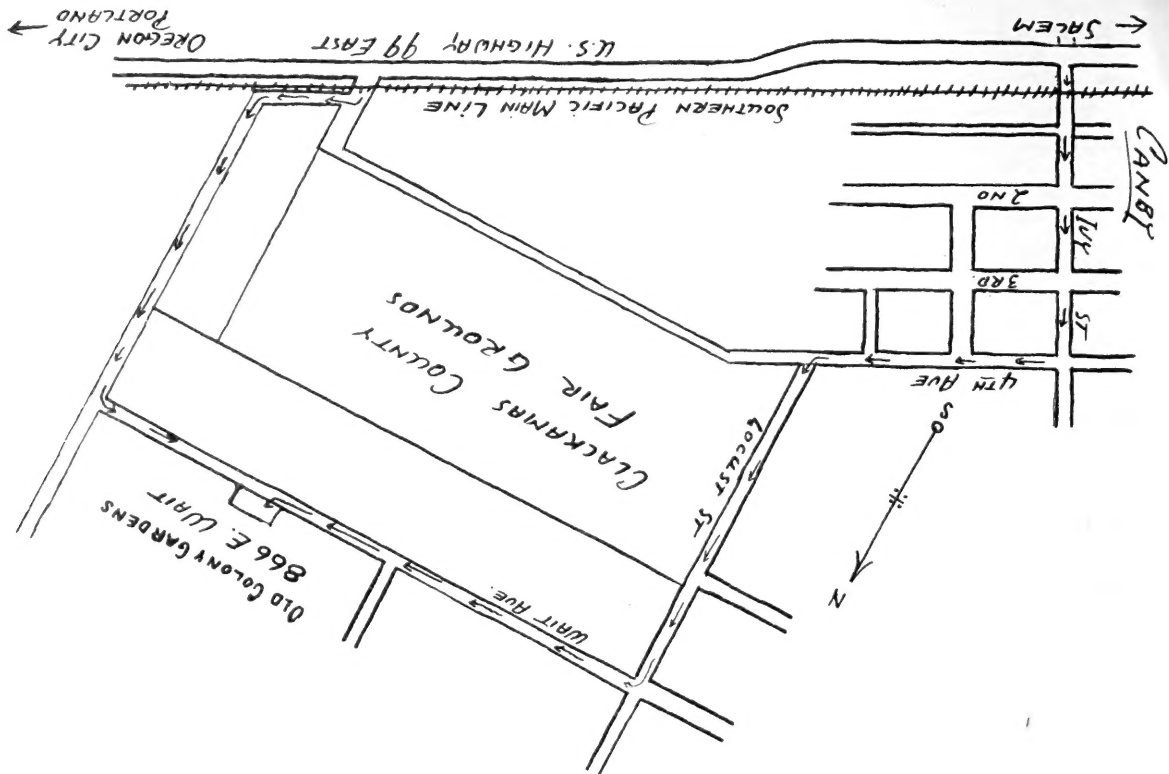 WAIT AVE.
OLD COLONY GARDENS
866 E. WAIT
N
LOCUST ST
SO
4TH AVE
CLACKAMAS COUNTY
FAIR GROUNDS
IVY ST
3RD
2ND
CANBY
SOUTHERN PACIFIC MAIN LINE
U.S. HIGHWAY 99 EAST
SALEM
OREGON CITY
PORTLAND